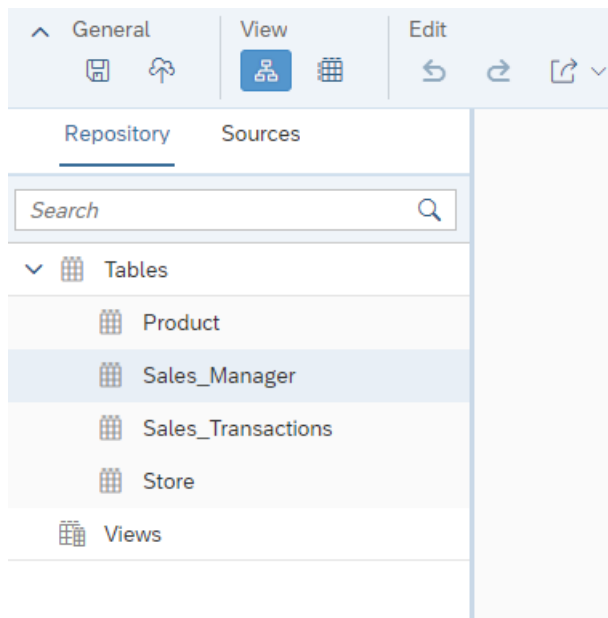 General View Edit
Repository Sources
Search
Tables
Product
Sales_Manager
Sales_Transactions
Store
Views